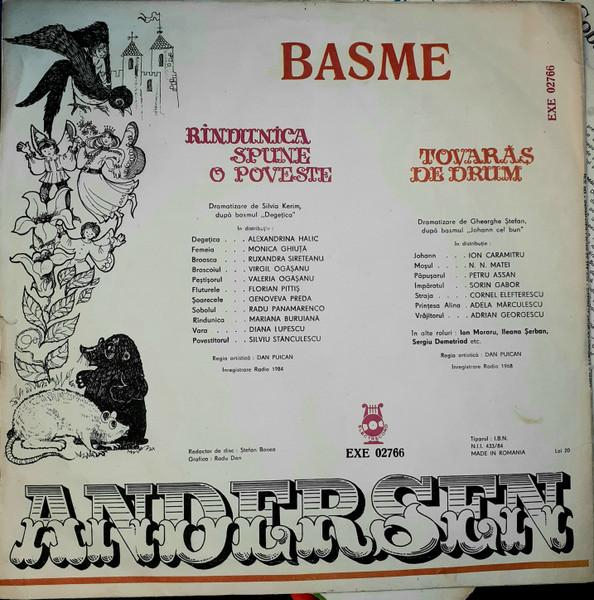 BASME
EXE 02766
RÎNDUNICA
SPUNE
O POVESTE
Dramatizare de Silvia Kerim,
după basmul „Degețica”
În distribuție :
Degețica . . . ALEXANDRINA HALIC
Femeia . . . MONICA GHIUȚĂ
Broasca . . . RUXANDRA SIRETEANU
Broscoiul . . . VIRGIL OGĂȘANU
Peștișorul . . . VALERIA OGĂȘANU
Fluturele . . . FLORIAN PITTIȘ
Șoarecele . . . GENOVEVA PREDA
Sobolul . . . RADU PANAMARENCO
Rîndunica . . . MARIANA BURUIANĂ
Vara . . . DIANA LUPESCU
Povestitorul . . SILVIU STĂNCULESCU
Regia artistică : DAN PUICAN
Înregistrare Radio 1984
TOVARĂȘ
DE DRUM
Dramatizare de Gheorghe Ștefan,
după basmul „Johann cel bun”
În distribuție :
Johann . . . ION CARAMITRU
Moșul . . . N. N. MATEI
Păpușarul . . . PETRU ASSAN
Împăratul . . . SORIN GABOR
Straja . . . CORNEL ELEFTERESCU
Prințesa Alina . ADELA MĂRCULESCU
Vrăjitorul . . . ADRIAN GEORGESCU
În alte roluri : Ion Moraru, Ileana Șerban,
Sergiu Demetriad etc.
Regia artistică : DAN PUICAN
Înregistrare Radio 1968
Redactor de disc : Ștefan Bonea
Grafica : Radu Dan
EXE 02766
Tiparul : I.B.N.
N.I.I. 433/84
MADE IN ROMANIA
Lei 20
ANDERSEN